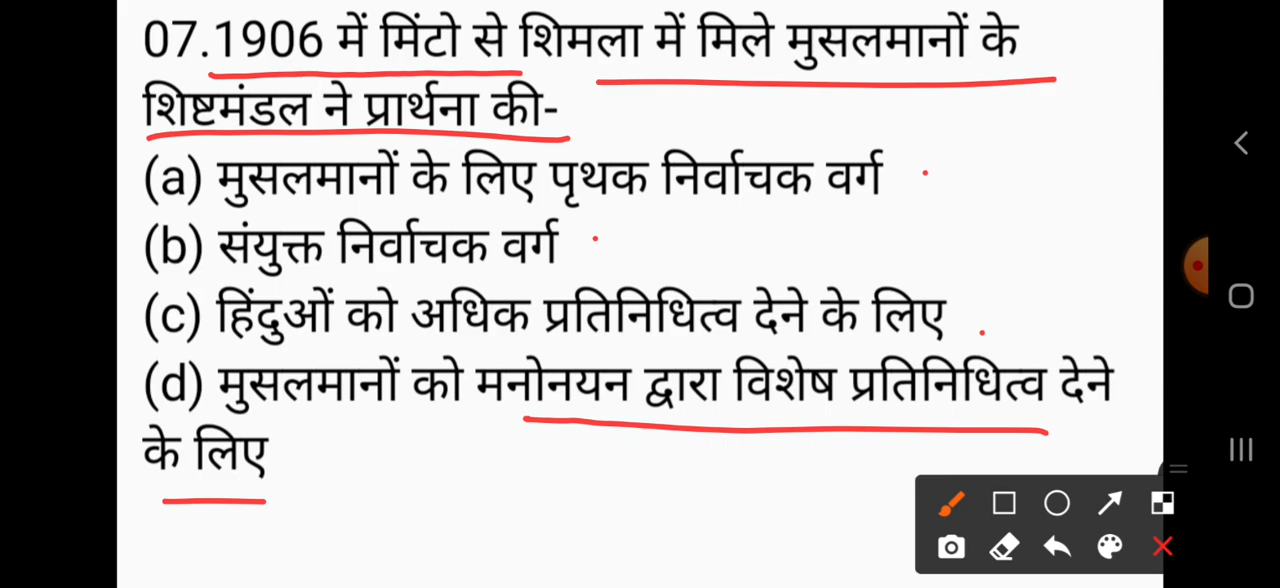 07.1906 में मिंटो से शिमला में मिले मुसलमानों के
शिष्टमंडल ने प्रार्थना की-
(a) मुसलमानों के लिए पृथक निर्वाचक वर्ग
(b) संयुक्त निर्वाचक वर्ग
(c) हिंदुओं को अधिक प्रतिनिधित्व देने के लिए
(d) मुसलमानों को मनोनयन द्वारा विशेष प्रतिनिधित्व देने
के लिए